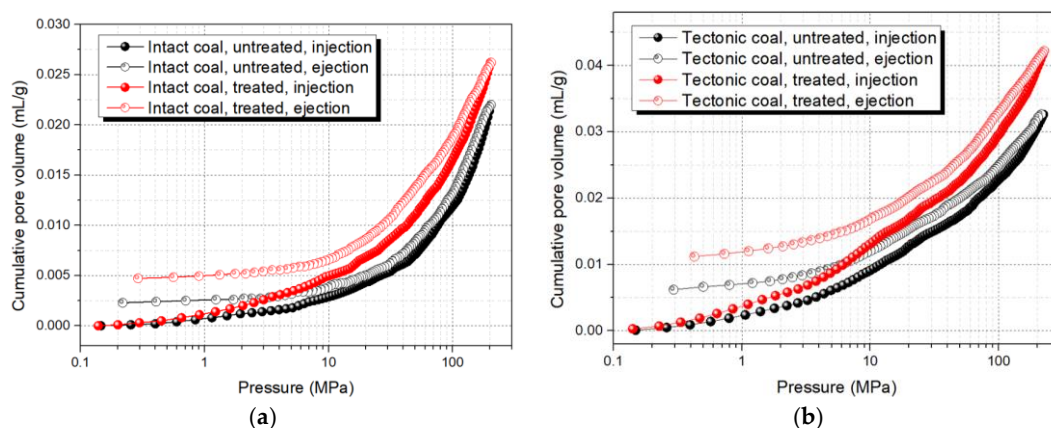 0.030
0.025
0.020
0.015
0.010
0.005
0.000
Cumulative pore volume (mL/g)
Intact coal, untreated, injection
Intact coal, untreated, ejection
Intact coal, treated, injection
Intact coal, treated, ejection
0.1 1 10 100
Pressure (MPa)
(a)
0.04
0.03
0.02
0.01
0.00
Cumulative pore volume (mL/g)
Tectonic coal, untreated, injection
Tectonic coal, untreated, ejection
Tectonic coal, treated, injection
Tectonic coal, treated, ejection
0.1 1 10 100
Pressure (MPa)
(b)